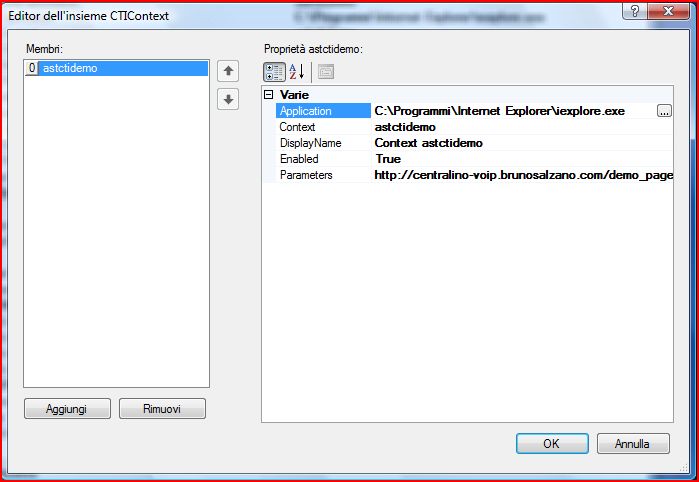 Editor dell'insieme CTIContext
Membri:
0 astctidemo
Proprietà astctidemo:
Varie
Application C:\Programmi\Internet Explorer\iexplore.exe ...
Context astctidemo
DisplayName Context astctidemo
Enabled True
Parameters http://centralino-voip.brunosalzano.com/demo_page
Aggiungi
Rimuovi
OK
Annulla